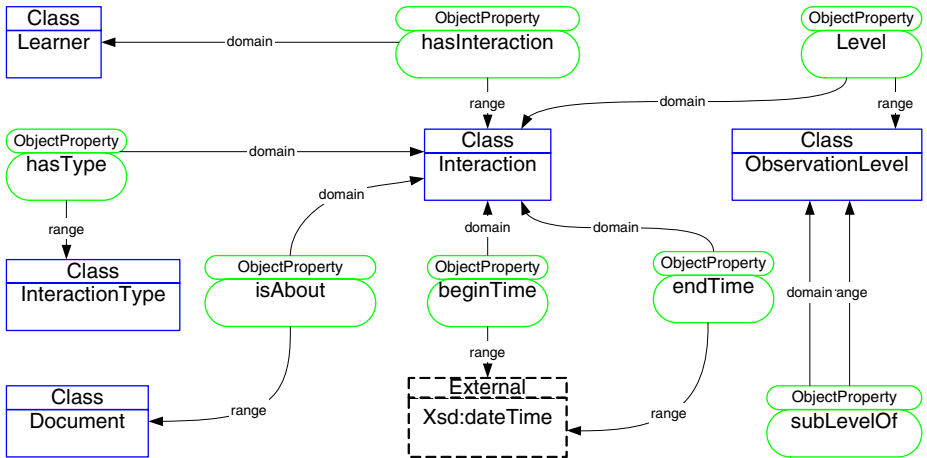 Class
Learner
domain
ObjectProperty
hasInteraction
range
ObjectProperty
Level
domain
range
ObjectProperty
hasType
domain
range
Class
Interaction
Class
ObservationLevel
domain
domain
domain
Class
InteractionType
ObjectProperty
isAbout
ObjectProperty
beginTime
ObjectProperty
endTime
domain
range
range
range
range
Class
Document
External
Xsd:dateTime
ObjectProperty
subLevelOf